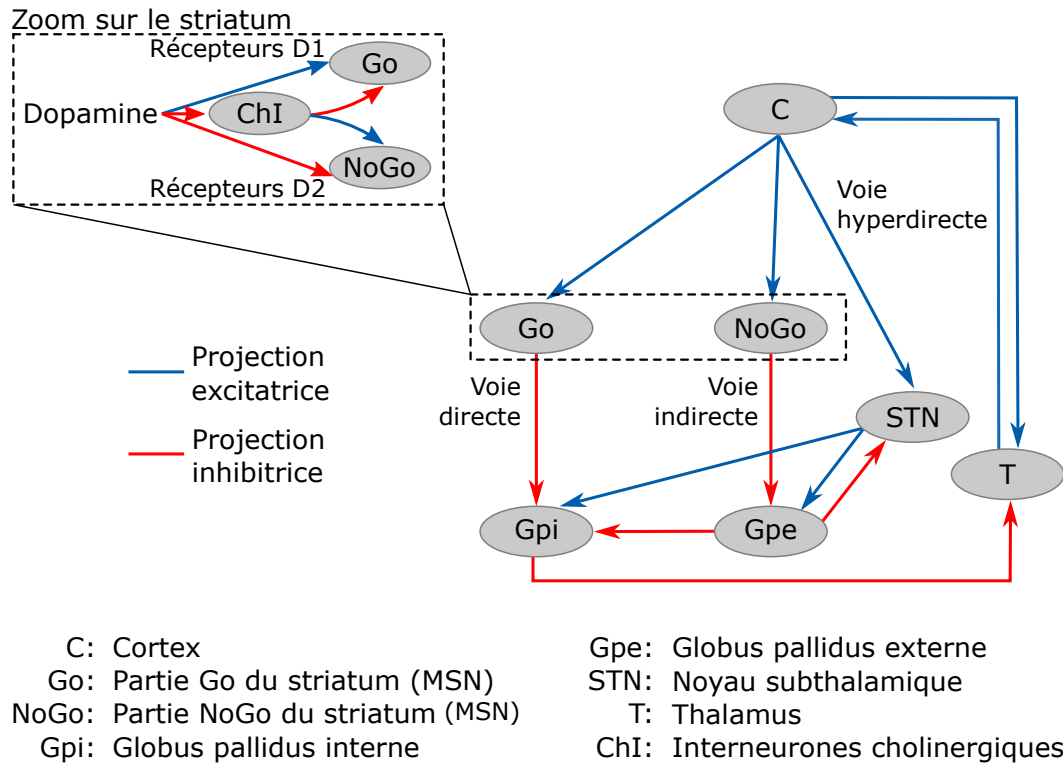 Zoom sur le striatum
Récepteurs D1
Go
Dopamine
ChI
NoGo
Récepteurs D2
C
Voie
hyperdirecte
Go
NoGo
Projection
excitatrice
Voie
directe
Voie
indirecte
STN
Projection
inhibitrice
T
Gpi
Gpe
C: Cortex
Go: Partie Go du striatum (MSN)
NoGo: Partie NoGo du striatum (MSN)
Gpi: Globus pallidus interne
Gpe: Globus pallidus externe
STN: Noyau subthalamique
T: Thalamus
ChI: Interneurones cholinergiques